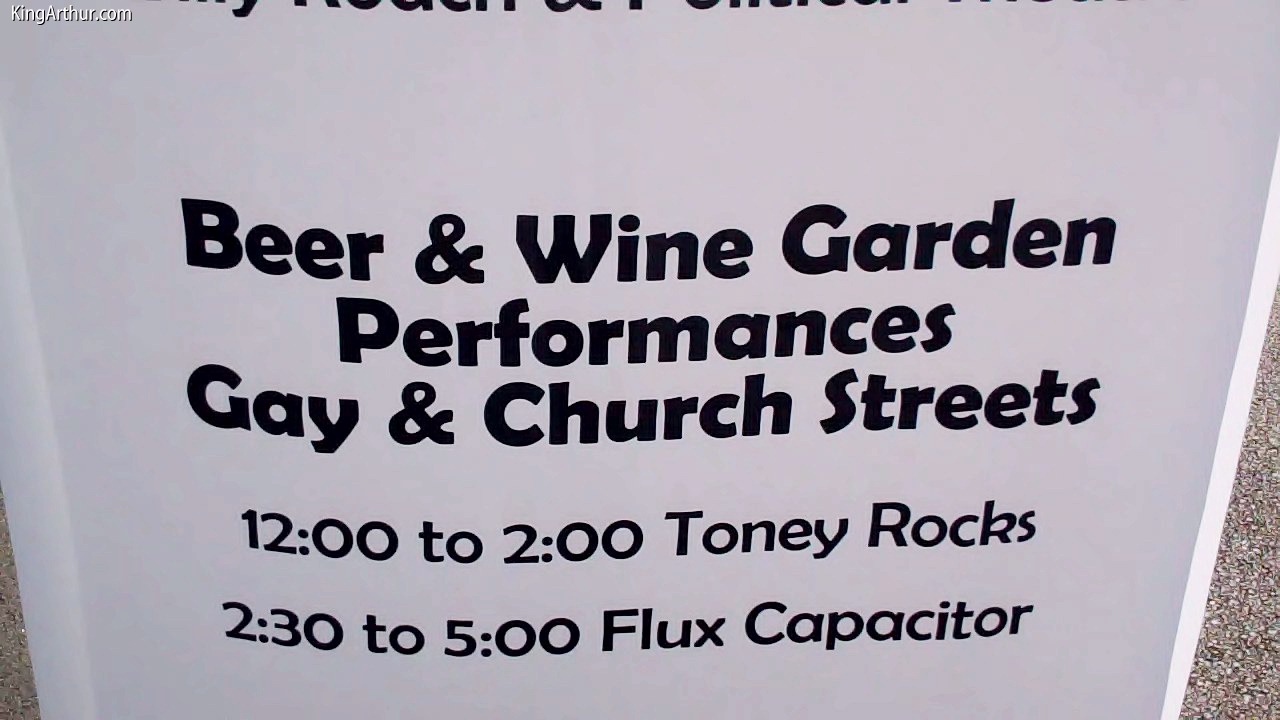 KingArthur.com
& Political
Beer & Wine Garden
Performances
Gay & Church Streets
12:00 to 2:00 Toney Rocks
2:30 to 5:00 Flux Capacitor